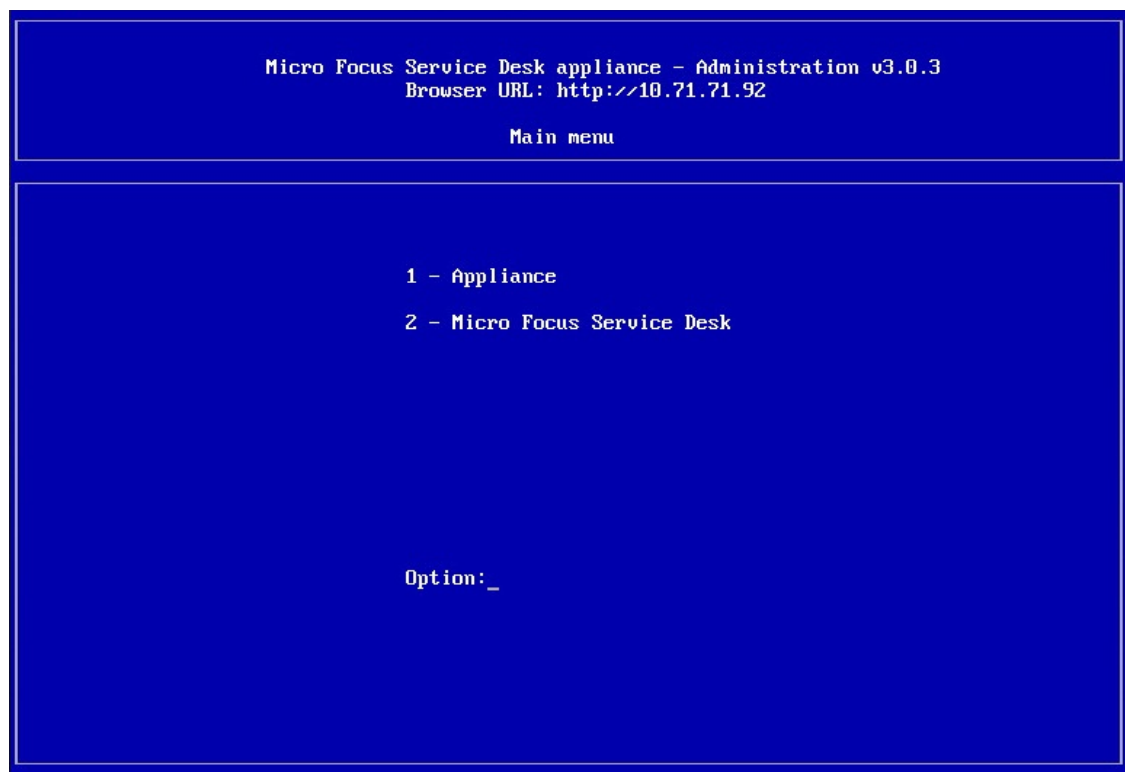 Micro Focus Service Desk appliance - Administration v3.0.3
Browser URL: http://10.71.71.92
Main menu
1 - Appliance
2 - Micro Focus Service Desk
Option:_